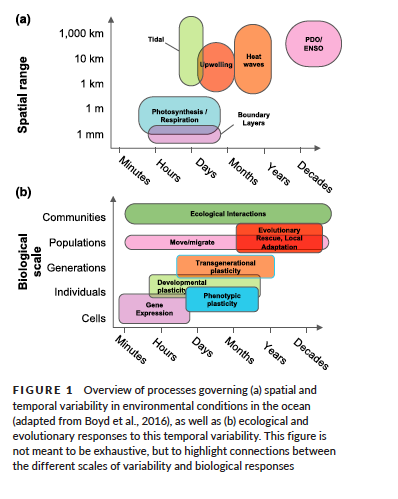 (a)
1,000 km
10 km
1 km
1 m
1 mm
Spatial range
Tidal
Upwelling
Heat
waves
PDO/
ENSO
Photosynthesis /
Respiration
Boundary
Layers
Minutes
Hours
Days
Months
Years
Decades
(b)
Biological
scale
Communities
Populations
Generations
Individuals
Cells
Ecological Interactions
Evolutionary
Rescue, Local
Adaptation
Move/migrate
Transgenerational
plasticity
Developmental
plasticity
Phenotypic
plasticity
Gene
Expression
Minutes
Hours
Days
Months
Years
Decades
FIGURE 1 Overview of processes governing (a) spatial and
temporal variability in environmental conditions in the ocean
(adapted from Boyd et al., 2016), as well as (b) ecological and
evolutionary responses to this temporal variability. This figure is
not meant to be exhaustive, but to highlight connections between
the different scales of variability and biological responses